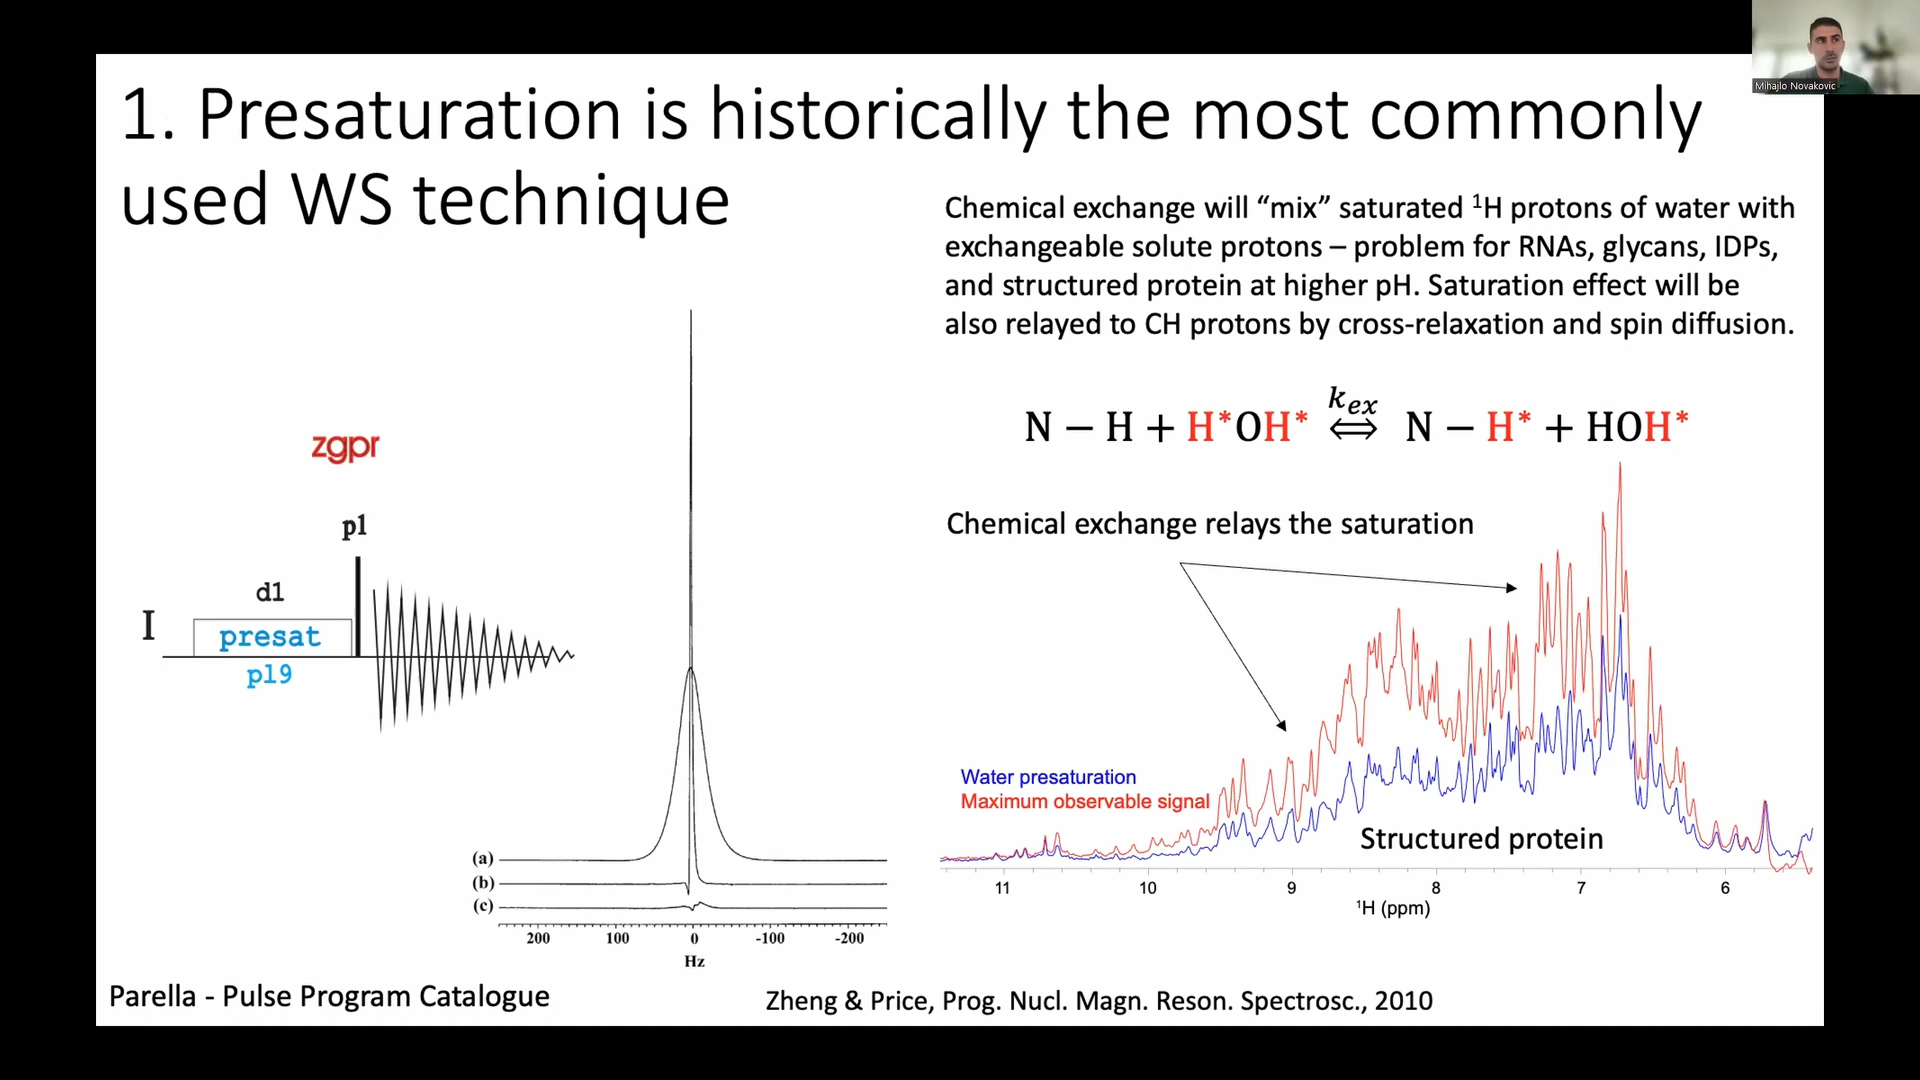 Mihajlo Novakovic
1. Presaturation is historically the most commonly
used WS technique
Chemical exchange will “mix” saturated ¹H protons of water with
exchangeable solute protons – problem for RNAs, glycans, IDPs,
and structured protein at higher pH. Saturation effect will be
also relayed to CH protons by cross-relaxation and spin diffusion.
N − H + H*OH* k_ex ⇔ N − H* + HOH*
zgpr
p1
d1
I
presat
pl9
(a)
(b)
(c)
200 100 0 -100 -200
Hz
Chemical exchange relays the saturation
Water presaturation
Maximum observable signal
Structured protein
11 10 9 8 7 6
¹H (ppm)
Parella - Pulse Program Catalogue
Zheng & Price, Prog. Nucl. Magn. Reson. Spectrosc., 2010